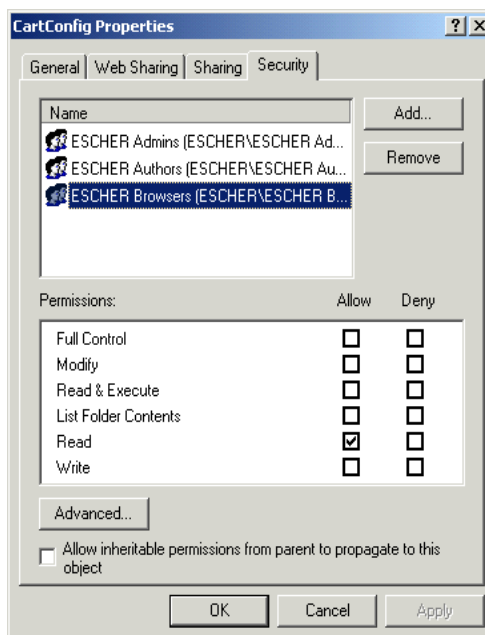 CartConfig Properties
General Web Sharing Sharing Security
Name
Add...
ESCHER Admins (ESCHER\ESCHER Ad...
ESCHER Authors (ESCHER\ESCHER Au...
Remove
ESCHER Browsers (ESCHER\ESCHER B...
Permissions: Allow Deny
Full Control
Modify
Read & Execute
List Folder Contents
Read
Write
Advanced...
Allow inheritable permissions from parent to propagate to this
object
OK Cancel Apply